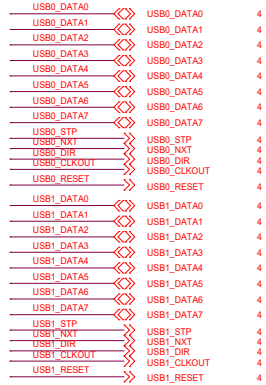 USB0_DATA0 USB0_DATA0 4
USB0_DATA1 USB0_DATA1 4
USB0_DATA2 USB0_DATA2 4
USB0_DATA3 USB0_DATA3 4
USB0_DATA4 USB0_DATA4 4
USB0_DATA5 USB0_DATA5 4
USB0_DATA6 USB0_DATA6 4
USB0_DATA7 USB0_DATA7 4
USB0_STP USB0_STP 4
USB0_NXT USB0_NXT 4
USB0_DIR USB0_DIR 4
USB0_CLKOUT USB0_CLKOUT 4
USB0_RESET USB0_RESET 4
USB1_DATA0 USB1_DATA0 4
USB1_DATA1 USB1_DATA1 4
USB1_DATA2 USB1_DATA2 4
USB1_DATA3 USB1_DATA3 4
USB1_DATA4 USB1_DATA4 4
USB1_DATA5 USB1_DATA5 4
USB1_DATA6 USB1_DATA6 4
USB1_DATA7 USB1_DATA7 4
USB1_STP USB1_STP 4
USB1_NXT USB1_NXT 4
USB1_DIR USB1_DIR 4
USB1_CLKOUT USB1_CLKOUT 4
USB1_RESET USB1_RESET 4